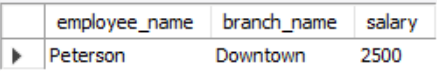 employee_name branch_name salary
Peterson Downtown 2500